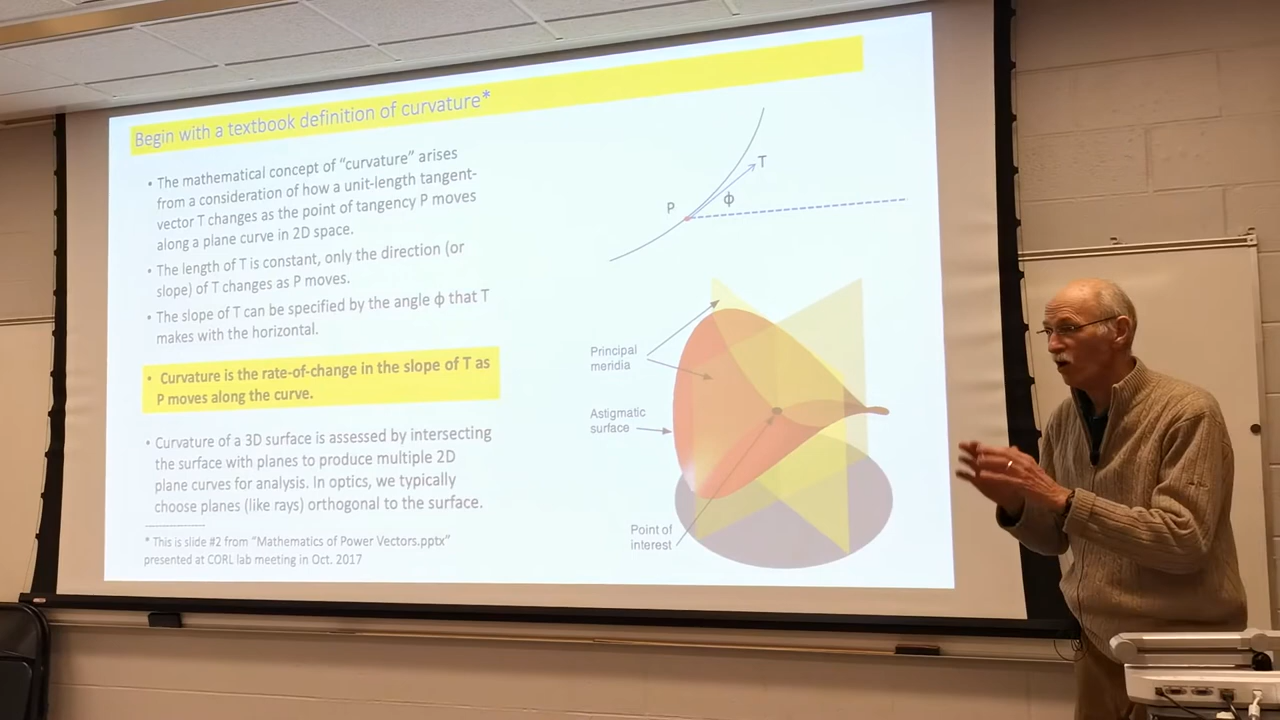 Begin with a textbook definition of curvature*
• The mathematical concept of “curvature” arises
from a consideration of how a unit-length tangent-
vector T changes as the point of tangency P moves
along a plane curve in 2D space.
• The length of T is constant, only the direction (or
slope) of T changes as P moves.
• The slope of T can be specified by the angle ϕ that T
makes with the horizontal.
• Curvature is the rate-of-change in the slope of T as
P moves along the curve.
• Curvature of a 3D surface is assessed by intersecting
the surface with planes to produce multiple 2D
plane curves for analysis. In optics, we typically
choose planes (like rays) orthogonal to the surface.
* This is slide #2 from “Mathematics of Power Vectors.pptx”
presented at CORL lab meeting in Oct. 2017
T
P
ϕ
Principal
meridia
Astigmatic
surface
Point of
interest